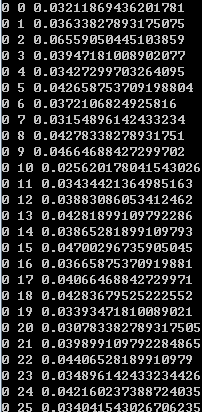 0 0 0.03211869436201781
0 1 0.03633827893175075
0 2 0.06559050445103859
0 3 0.03947181008902077
0 4 0.03427299703264095
0 5 0.042658753709198804
0 6 0.0372106824925816
0 7 0.03154896142433234
0 8 0.04278338278931751
0 9 0.04664688427299702
0 10 0.025620178041543026
0 11 0.03434421364985163
0 12 0.03883086053412462
0 13 0.04281899109792286
0 14 0.03865281899109793
0 15 0.04700296735905045
0 16 0.03665875370919881
0 17 0.04066468842729971
0 18 0.04283679525222552
0 19 0.03393471810089021
0 20 0.030783382789317505
0 21 0.039899109792284865
0 22 0.04406528189910979
0 23 0.034896142433234426
0 24 0.042160237388724035
0 25 0.034041543026706235